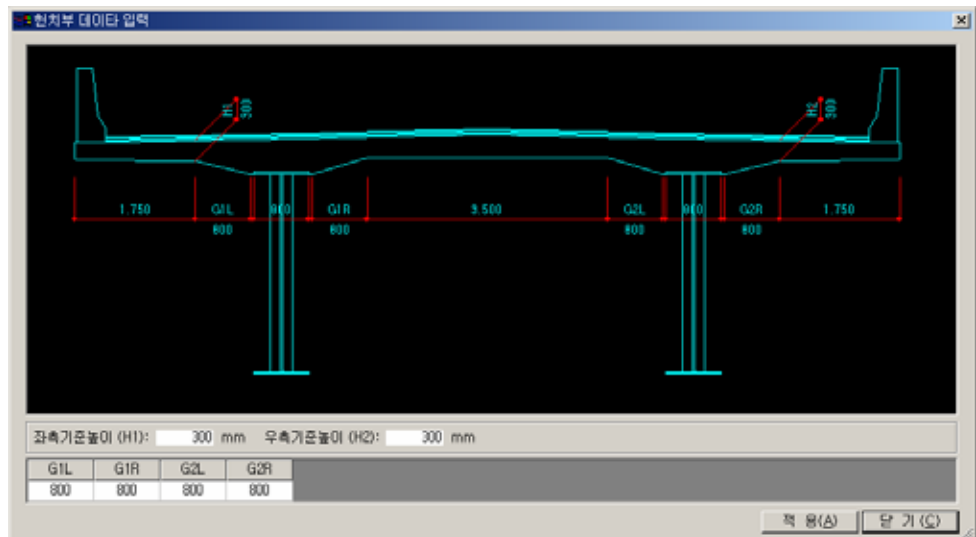 헌치부 데이타 입력
H1
300
H2
300
1.750 G1L 800 G1R 3.500 G2L 800 G2R 1.750
800 800 800 800
좌측기준높이 (H1): 300 mm 우측기준높이 (H2): 300 mm
G1L G1R G2L G2R
800 800 800 800
적 용(A) 닫 기(C)